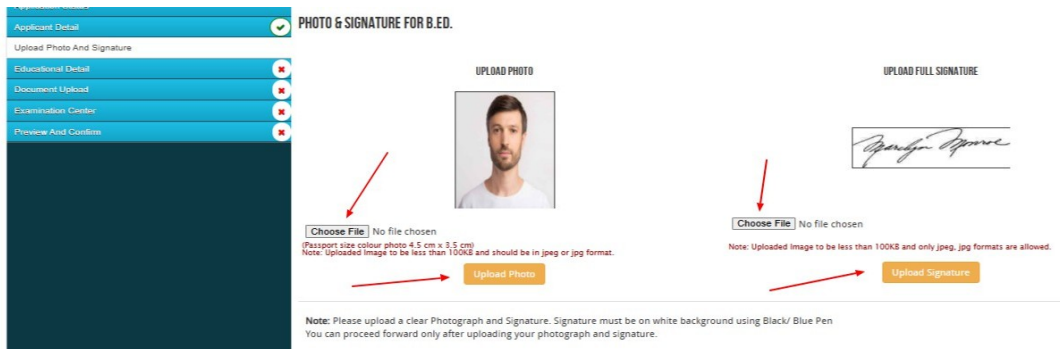 Applicant Detail
Upload Photo And Signature
Educational Detail
Document Upload
Examination Center
Preview And Confirm
PHOTO & SIGNATURE FOR B.ED.
UPLOAD PHOTO
Choose File No file chosen
(Passport size colour photo 4.5 cm x 3.5 cm)
Note: Uploaded Image to be less than 100KB and should be in jpeg or jpg format.
Upload Photo
UPLOAD FULL SIGNATURE
Marilyn Monroe
Choose File No file chosen
Note: Uploaded Image to be less than 100KB and only jpeg, jpg formats are allowed.
Upload Signature
Note: Please upload a clear Photograph and Signature. Signature must be on white background using Black/ Blue Pen
You can proceed forward only after uploading your photograph and signature.